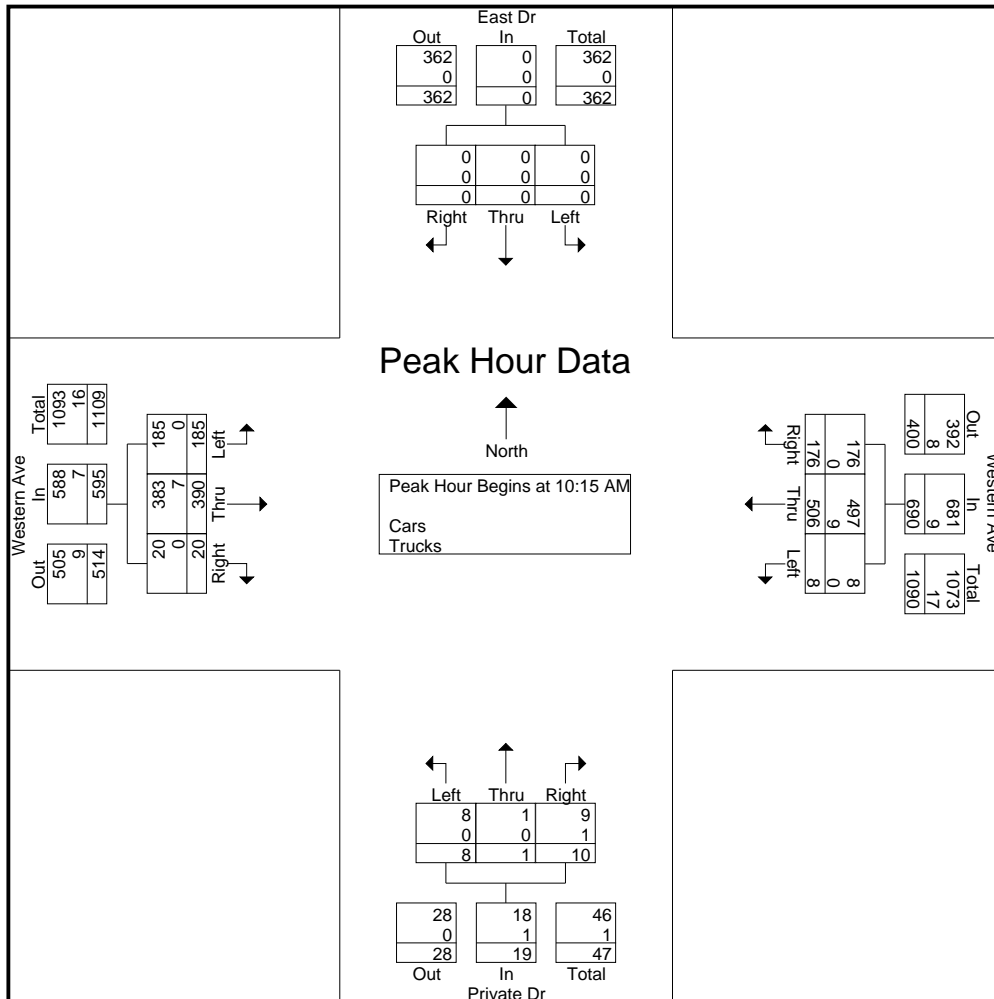 East Dr
Out In Total
362 0 362
0 0 0
362 0 362
0 0 0
0 0 0
0 0 0
Right Thru Left
Peak Hour Data
North
Peak Hour Begins at 10:15 AM
Cars
Trucks
Western Ave
Total In Out
1093 588 505
16 7 9
1109 595 514
185 383 20
0 7 0
185 390 20
Left Thru Right
Western Ave
Out In Total
392 681 1073
8 9 17
400 690 1090
176 497 8
0 9 0
176 506 8
Right Thru Left
Left Thru Right
8 1 9
0 0 1
8 1 10
28 18 46
0 1 1
28 19 47
Out In Total
Private Dr